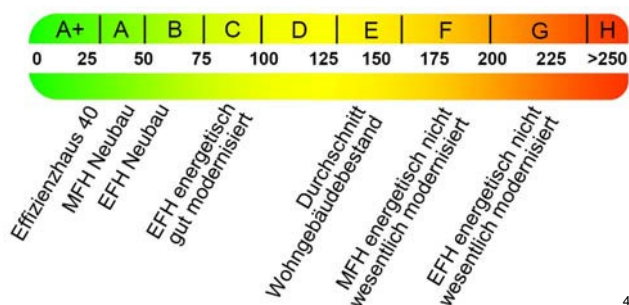 A+ A B C D E F G H
0 25 50 75 100 125 150 175 200 225 >250
Effizienzhaus 40
MFH Neubau
EFH Neubau
EFH energetisch
gut modernisiert
Durchschnitt
Wohngebäudebestand
MFH energetisch nicht
wesentlich modernisiert
EFH energetisch nicht
wesentlich modernisiert